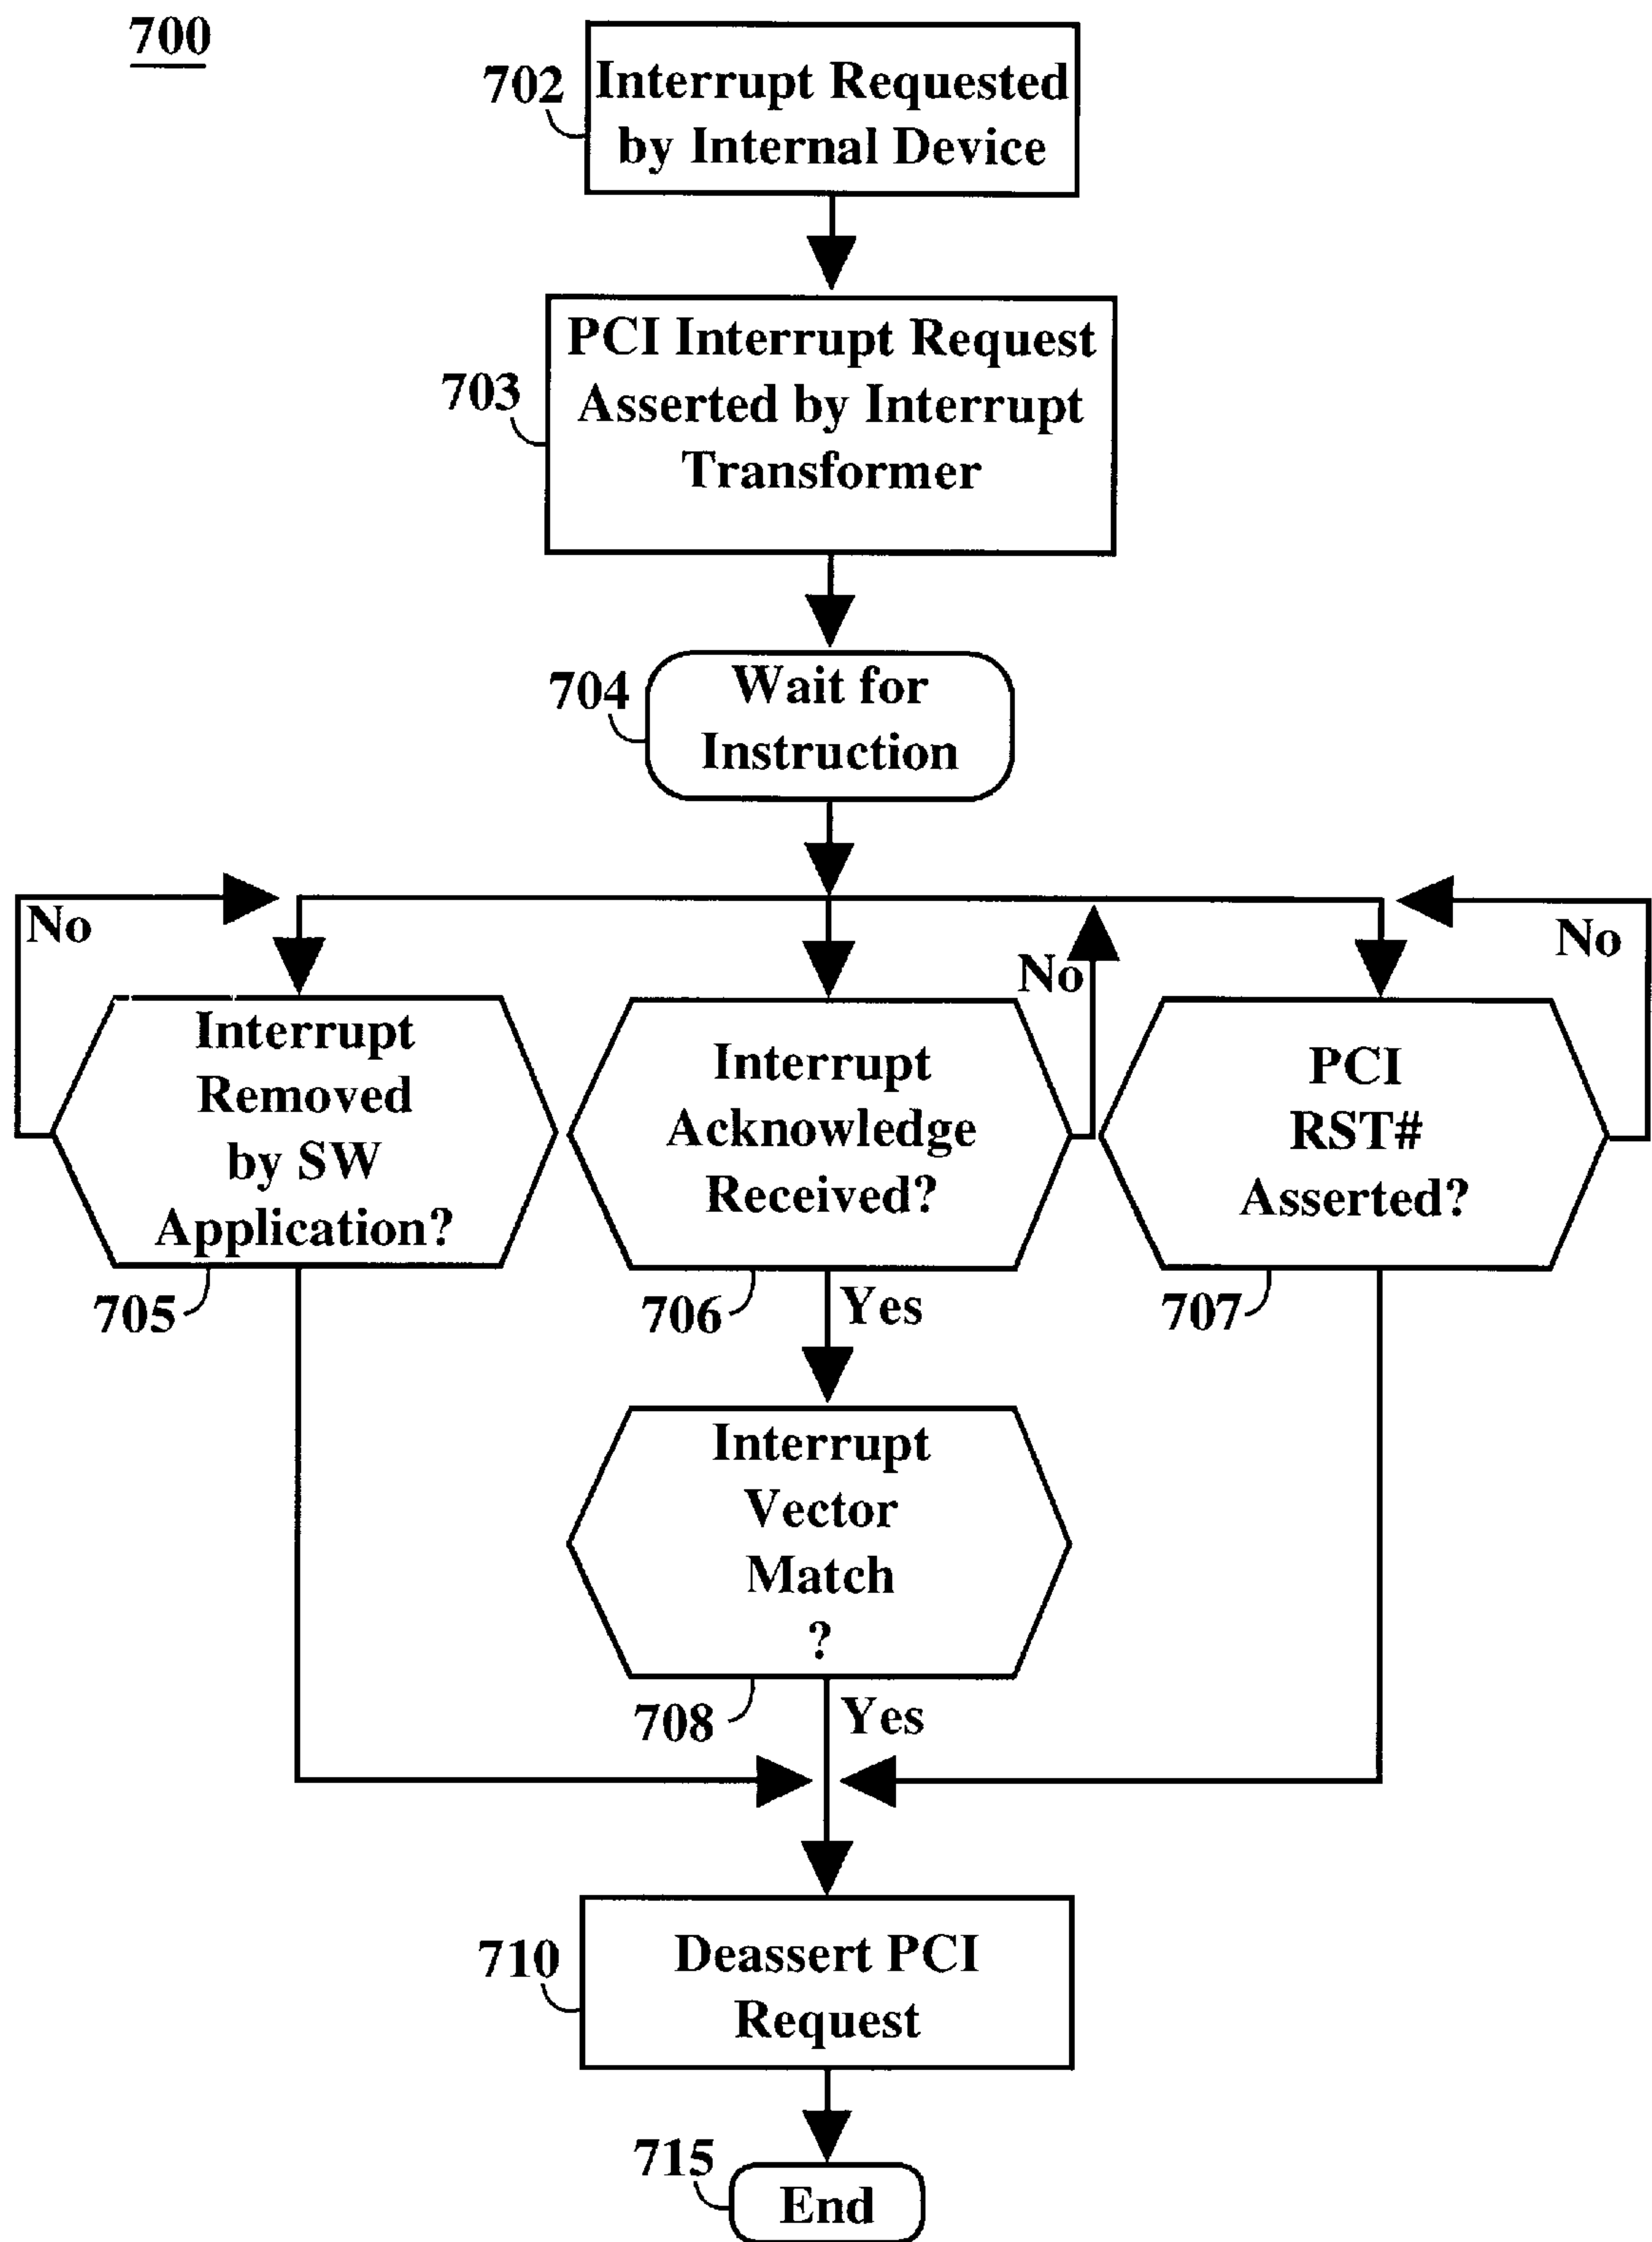 700
702
Interrupt Requested
by Internal Device
703
PCI Interrupt Request
Asserted by Interrupt
Transformer
704
Wait for
Instruction
No
No
No
Interrupt
Removed
by SW
Application?
705
Interrupt
Acknowledge
Received?
706
Yes
PCI
RST#
Asserted?
707
Interrupt
Vector
Match
?
708
Yes
710
Deassert PCI
Request
715
End